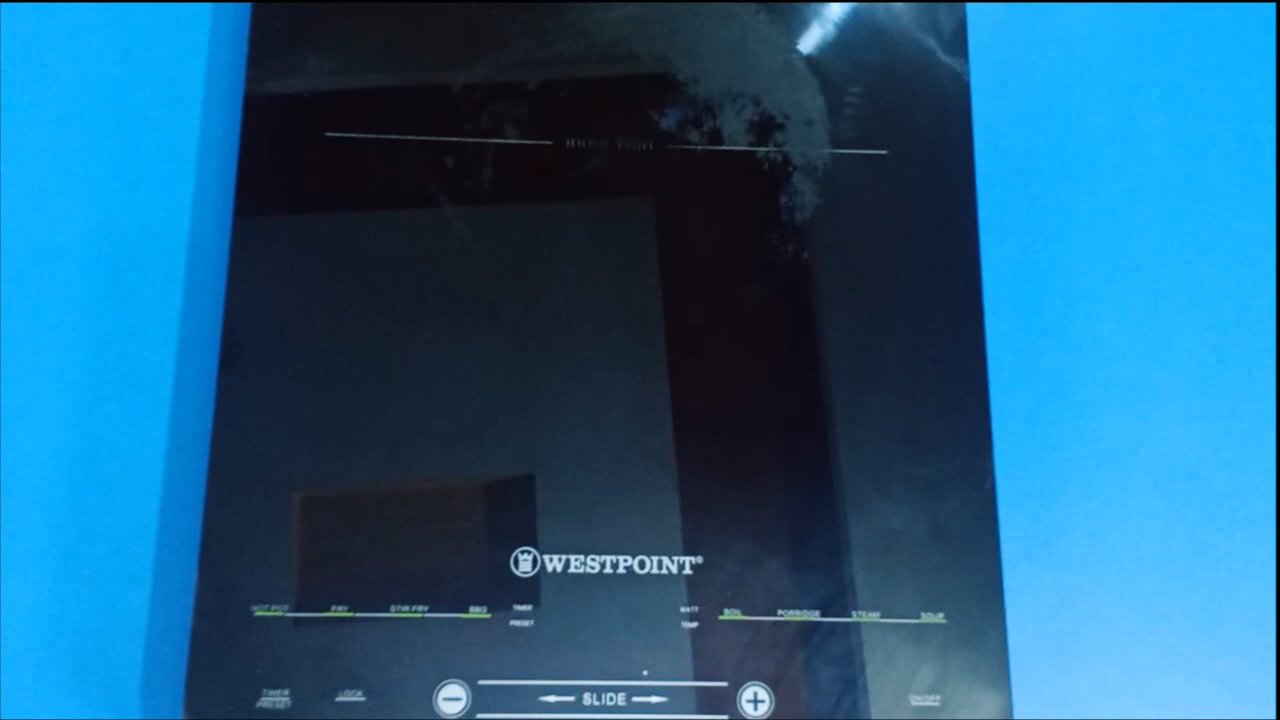 WESTPOINT®
HOT POT FRY STIR FRY BBQ TIMER WATT BOIL PORRIDGE STEAM SOUP
PRESET TEMP
TIMER LOCK SLIDE ON/OFF
PRESET